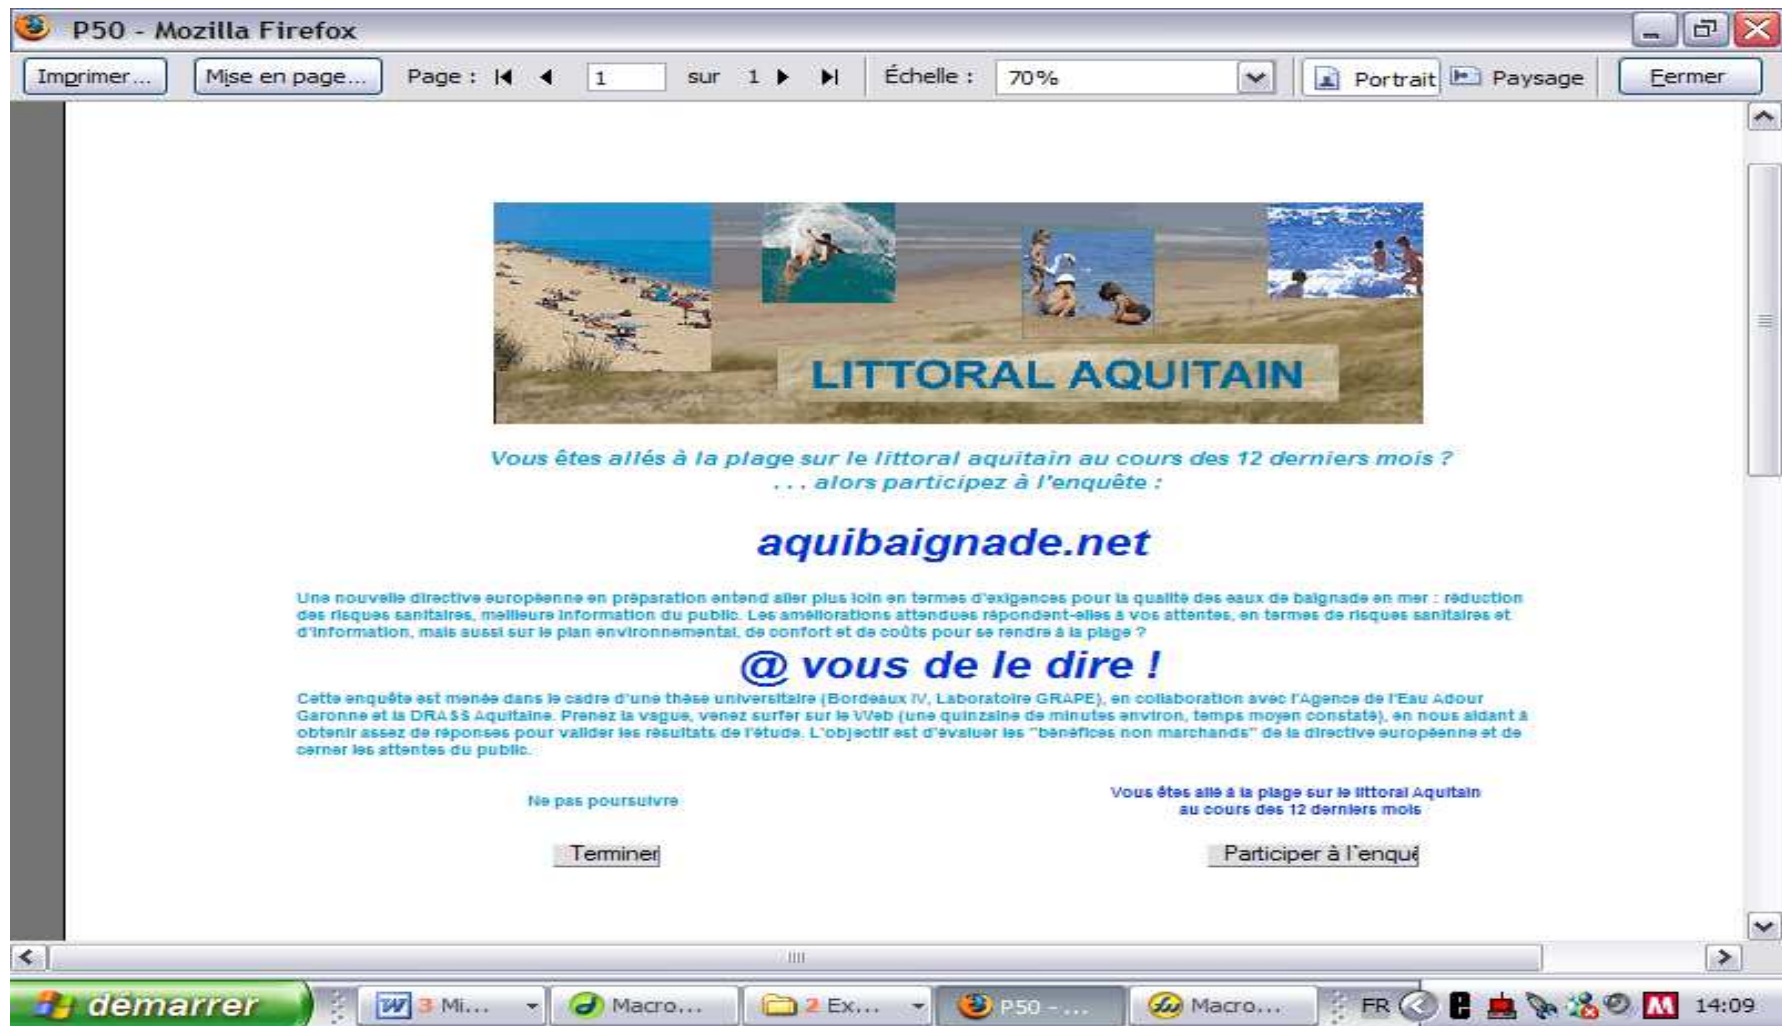 P50 - Mozilla Firefox
Imprimer... Mise en page... Page : 1 sur 1 Échelle : 70% Portrait Paysage Fermer
LITTORAL AQUITAIN
Vous êtes allés à la plage sur le littoral aquitain au cours des 12 derniers mois ?
. . . alors participez à l'enquête :
aquibaignade.net
Une nouvelle directive européenne en préparation entend aller plus loin en termes d'exigences pour la qualité des eaux de baignade en mer : réduction
des risques sanitaires, meilleure information du public. Les améliorations attendues répondent-elles à vos attentes, en termes de risques sanitaires et
d'information, mais aussi sur le plan environnemental, de confort et de coûts pour se rendre à la plage ?
@ vous de le dire !
Cette enquête est menée dans le cadre d'une thèse universitaire (Bordeaux IV, Laboratoire GRAPE), en collaboration avec l'Agence de l'Eau Adour
Garonne et la DRASS Aquitaine. Prenez la vague, venez surfer sur le Web (une quinzaine de minutes environ, temps moyen constaté), en nous aidant à
obtenir assez de réponses pour valider les résultats de l'étude. L'objectif est d'évaluer les "bénéfices non marchands" de la directive européenne et de
cerner les attentes du public.
Ne pas poursuivre
Vous êtes allé à la plage sur le littoral Aquitain
au cours des 12 derniers mois
Terminer
Participer à l'enquê
démarrer 3 Mi... Macro... 2 Ex... P50 - ... Macro... FR 14:09